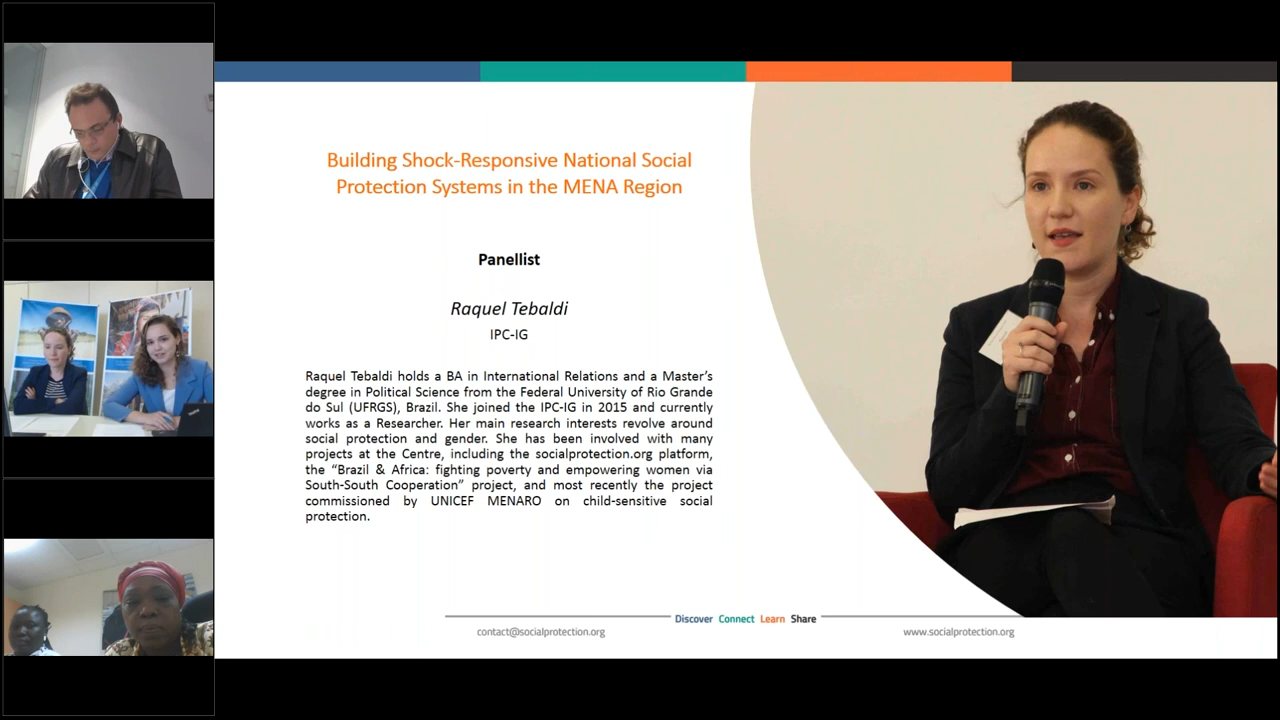 Building Shock-Responsive National Social
Protection Systems in the MENA Region
Panellist
Raquel Tebaldi
IPC-IG
Raquel Tebaldi holds a BA in International Relations and a Master's
degree in Political Science from the Federal University of Rio Grande
do Sul (UFRGS), Brazil. She joined the IPC-IG in 2015 and currently
works as a Researcher. Her main research interests revolve around
social protection and gender. She has been involved with many
projects at the Centre, including the socialprotection.org platform,
the “Brazil & Africa: fighting poverty and empowering women via
South-South Cooperation” project, and most recently the project
commissioned by UNICEF MENARO on child-sensitive social
protection.
Discover Connect Learn Share
contact@socialprotection.org
www.socialprotection.org